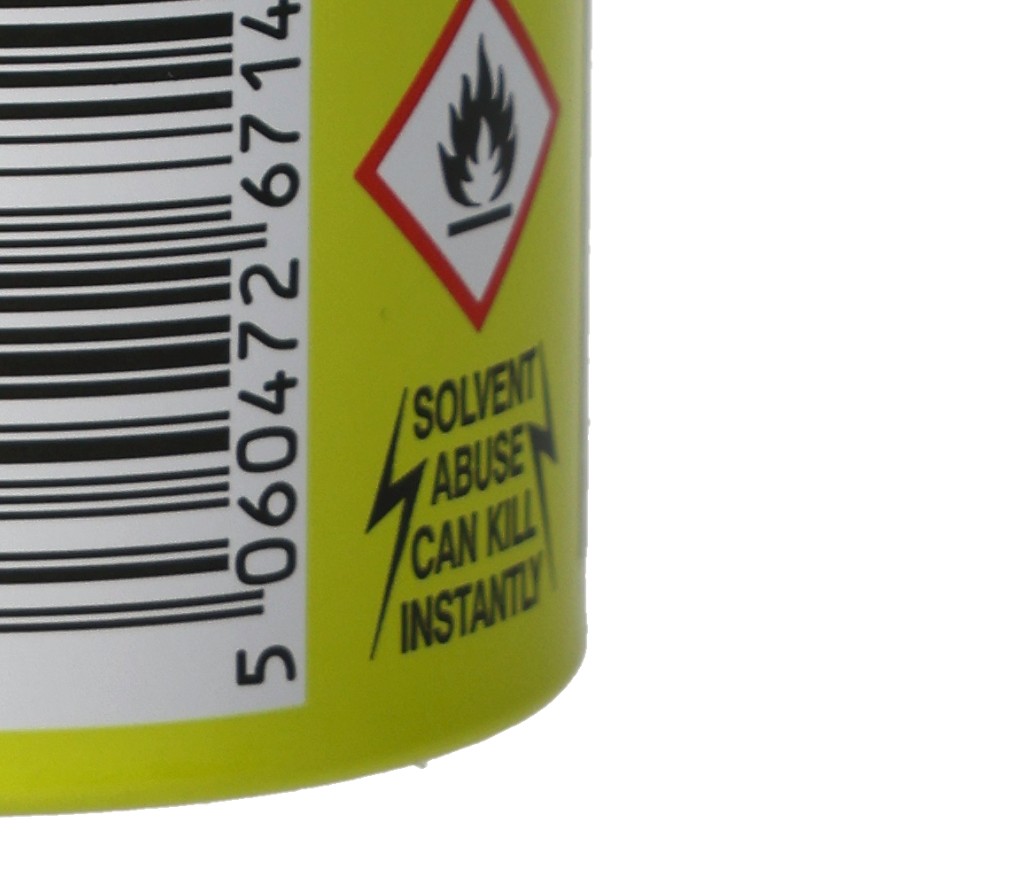 5 060472 6714
SOLVENT
ABUSE
CAN KILL
INSTANTLY